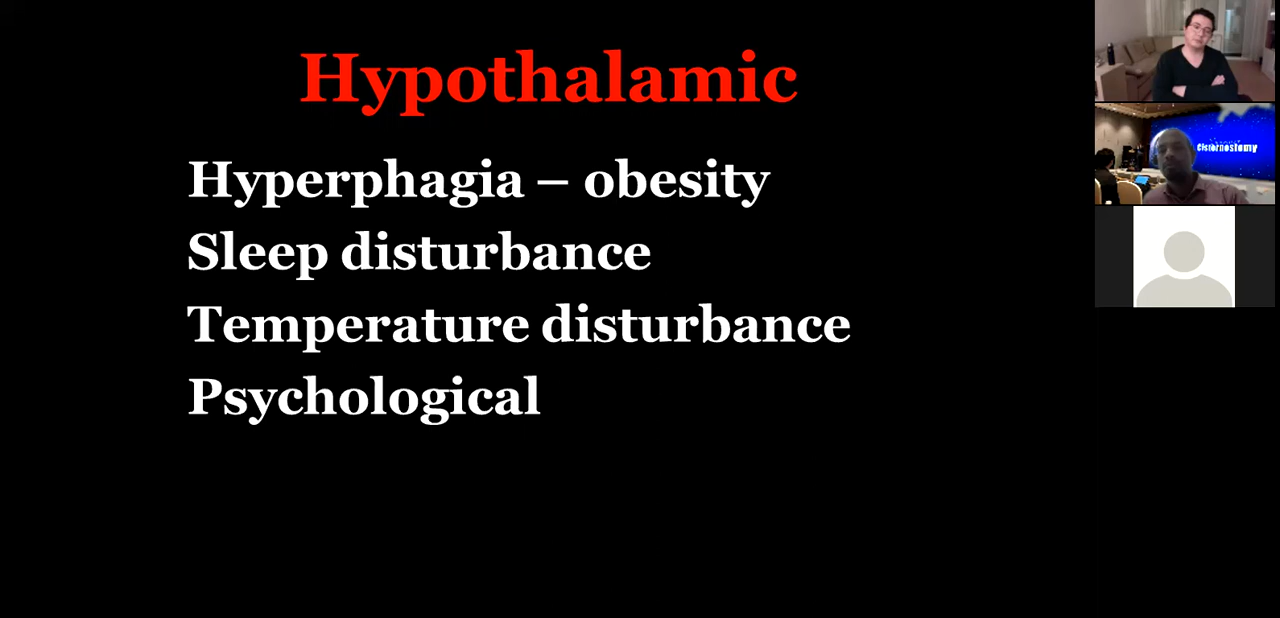 Hypothalamic
Hyperphagia – obesity
Sleep disturbance
Temperature disturbance
Psychological
Cisternostomy